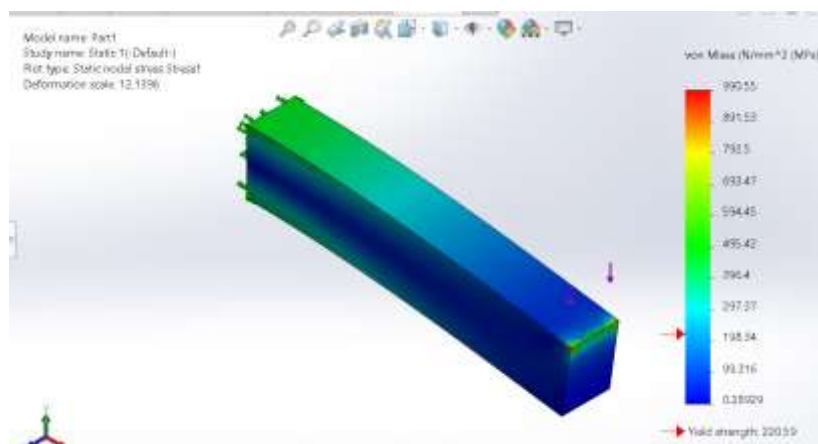 Model name: Part1
Study name: Static 1(-Default-)
Plot type: Static nodal stress Stress1
Deformation scale: 12.1396
von Mises (N/mm^2 (MPa)
990.55
891.53
792.5
693.47
594.45
495.42
396.4
297.37
198.34
99.316
0.28929
Yield strength: 220.59